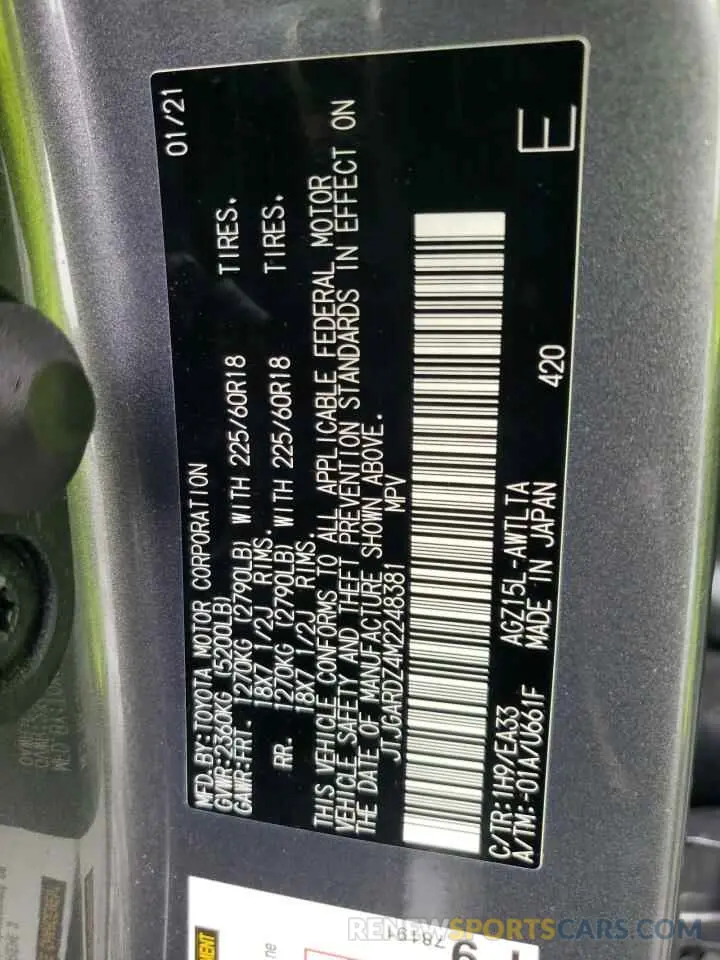 MFD.BY:TOYOTA MOTOR CORPORATION 01/21
GVWR:2360KG (5200LB)
GAWR:FRT. 1270KG (2790LB) WITH 225/60R18 TIRES.
18X7 1/2J RIMS.
RR. 1270KG (2790LB) WITH 225/60R18 TIRES.
18X7 1/2J RIMS.
THIS VEHICLE CONFORMS TO ALL APPLICABLE FEDERAL MOTOR
VEHICLE SAFETY AND THEFT PREVENTION STANDARDS IN EFFECT ON
THE DATE OF MANUFACTURE SHOWN ABOVE.
JTJGARDZ4M2248381 MPV
C/TR:1H9/EA33 AGZ15L-AWTLTA
A/TM:-01A/U661F MADE IN JAPAN 420 E
78191
RENEWSPORTSCARS.COM